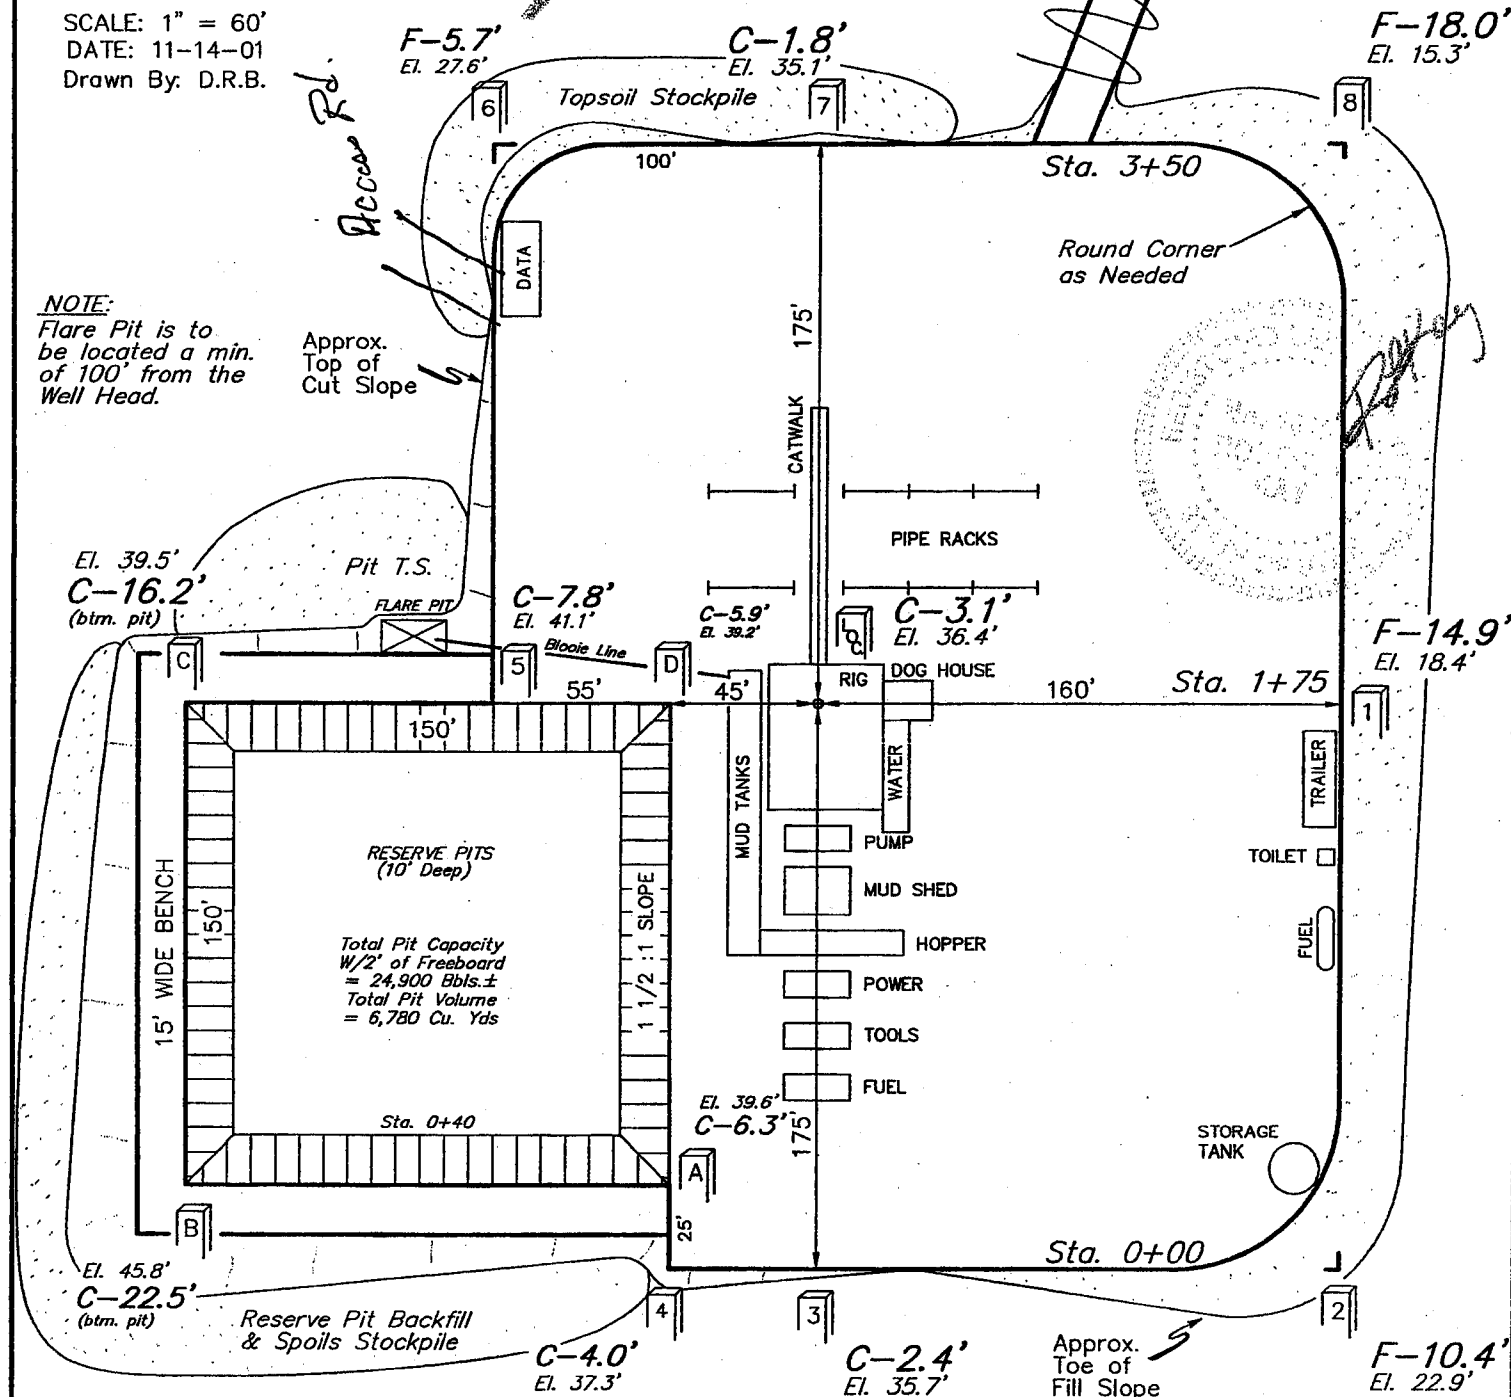 SCALE: 1" = 60'
DATE: 11-14-01
Drawn By: D.R.B.
F-5.7'
El. 27.6'
C-1.8'
El. 35.1'
F-18.0'
El. 15.3'
6
Topsoil Stockpile
7
8
Access Rd.
100'
Sta. 3+50
DATA
Round Corner
as Needed
NOTE:
Flare Pit is to
be located a min.
of 100' from the
Well Head.
Approx.
Top of
Cut Slope
175'
CATWALK
PIPE RACKS
El. 39.5'
C-16.2'
(btm. pit)
Pit T.S.
FLARE PIT
C-7.8'
El. 41.1'
C-5.9'
El. 39.2'
LOC.
C-3.1'
El. 36.4'
F-14.9'
El. 18.4'
C
5
Blooie Line
D
RIG
DOG HOUSE
55'
45'
160'
Sta. 1+75
1
150'
MUD TANKS
WATER
TRAILER
PUMP
TOILET
RESERVE PITS
(10' Deep)
MUD SHED
15' WIDE BENCH
150'
1 1/2 :1 SLOPE
FUEL
Total Pit Capacity
W/2' of Freeboard
= 24,900 Bbls.±
Total Pit Volume
= 6,780 Cu. Yds
HOPPER
POWER
TOOLS
FUEL
El. 39.6'
C-6.3'
175'
Sta. 0+40
STORAGE
TANK
A
B
25'
Sta. 0+00
El. 45.8'
C-22.5'
(btm. pit)
Reserve Pit Backfill
& Spoils Stockpile
4
3
2
C-4.0'
El. 37.3'
C-2.4'
El. 35.7'
Approx.
Toe of
Fill Slope
F-10.4'
El. 22.9'